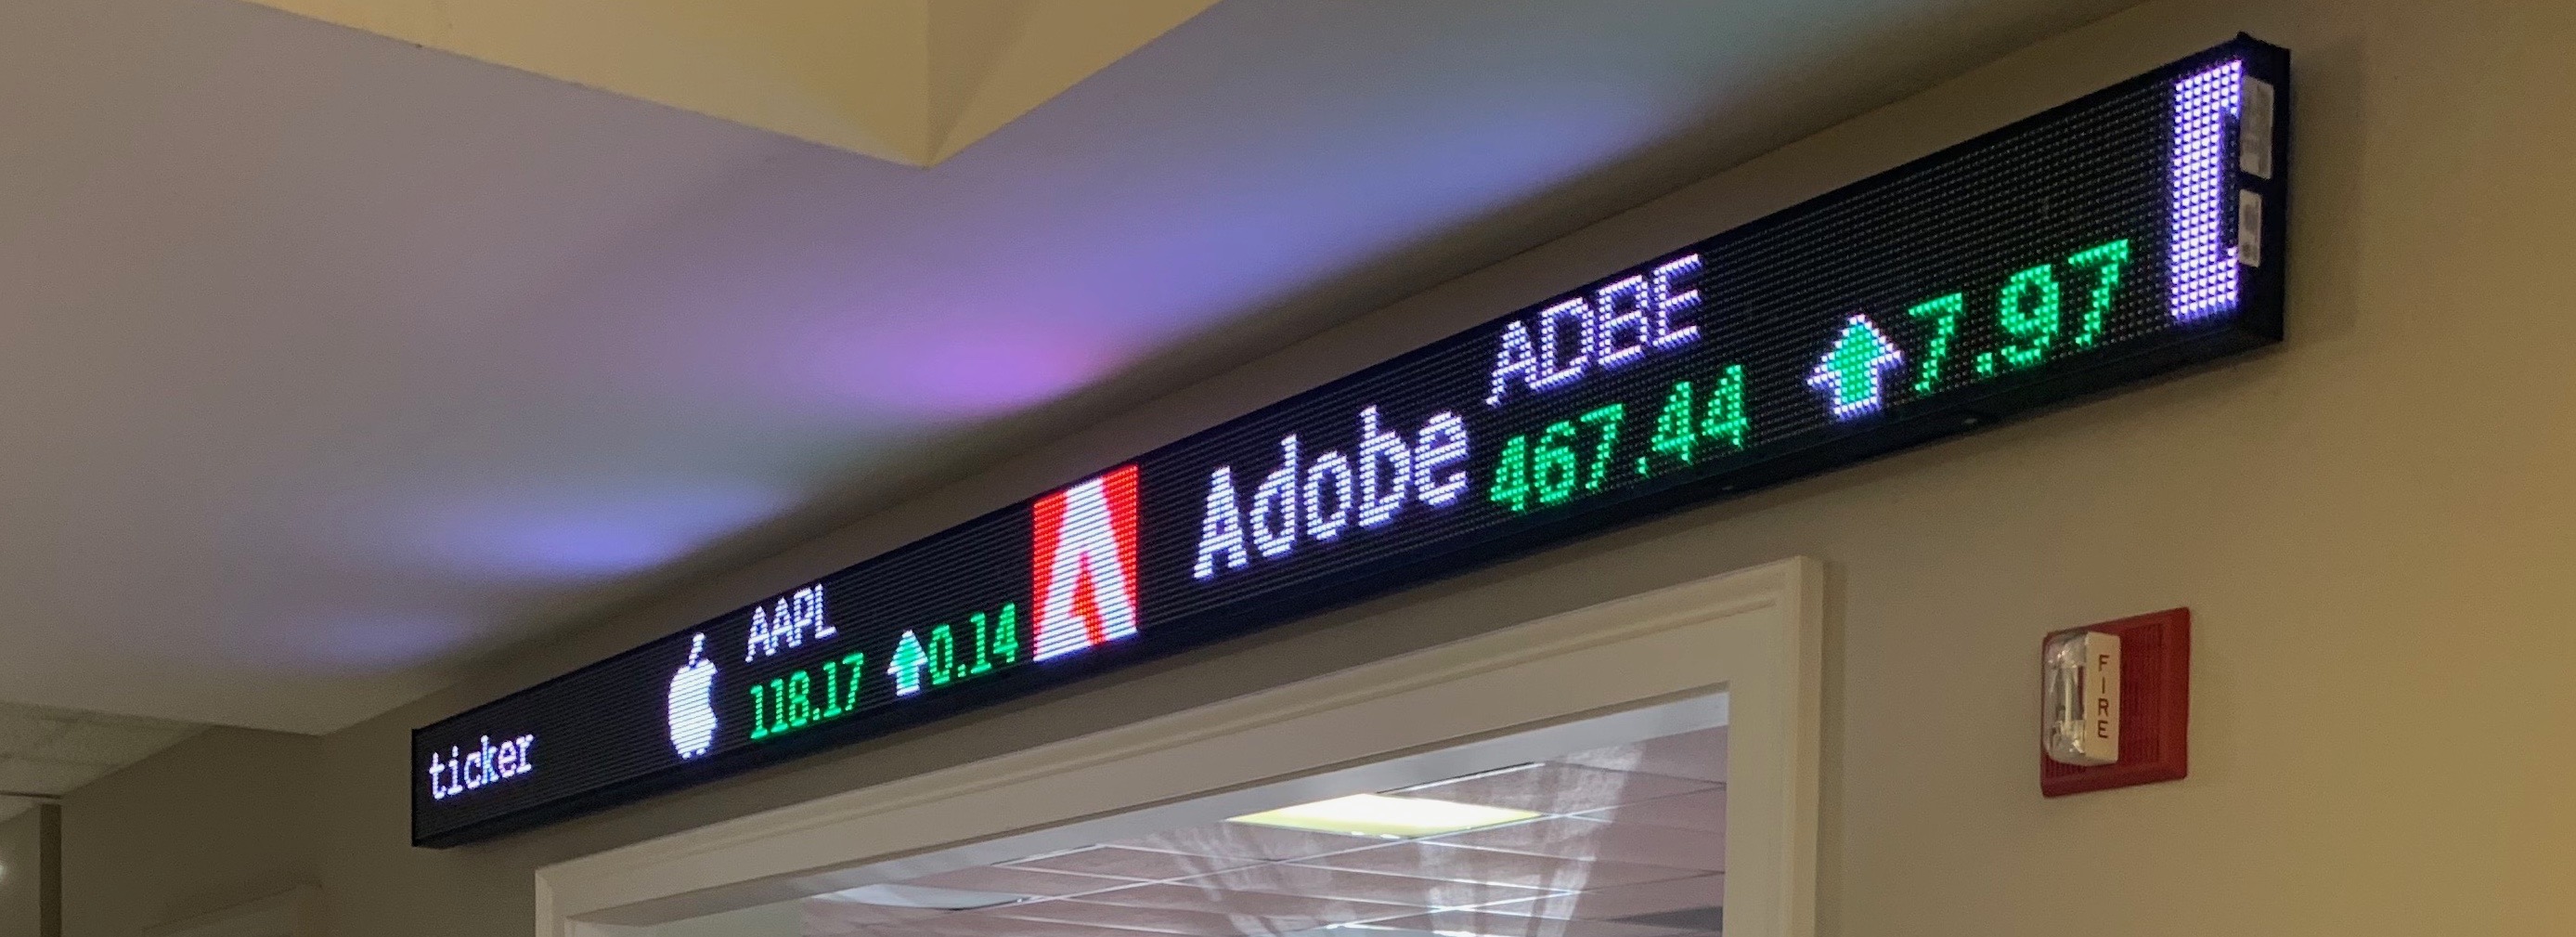 ticker
AAPL
118.17 0.14
Adobe
ADBE
467.44 7.97
FIRE